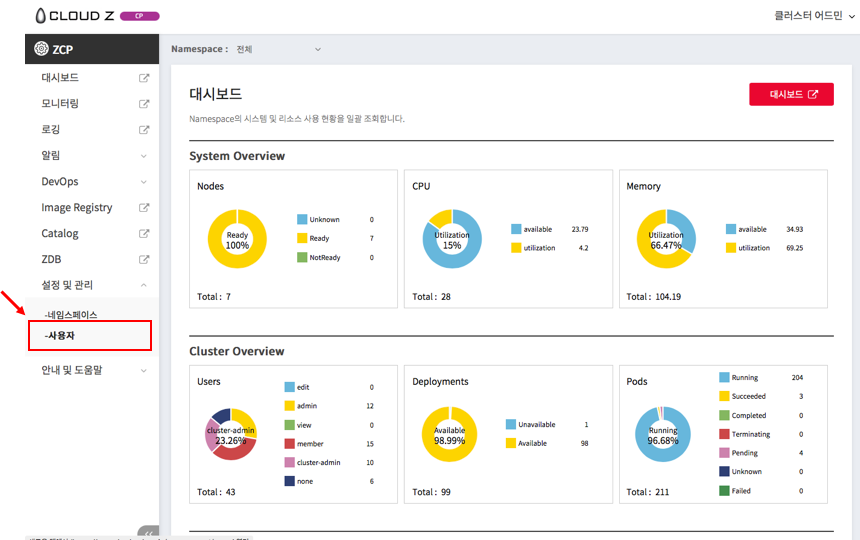 CLOUD Z CP
클러스터 어드민
ZCP
Namespace : 전체
대시보드
모니터링
로깅
알림
DevOps
Image Registry
Catalog
ZDB
설정 및 관리
-네임스페이스
-사용자
안내 및 도움말
대시보드
대시보드
Namespace의 시스템 및 리소스 사용 현황을 일괄 조회합니다.
System Overview
Nodes
Ready
100%
Unknown 0
Ready 7
NotReady 0
Total : 7
CPU
Utilization
15%
available 23.79
utilization 4.2
Total : 28
Memory
Utilization
66.47%
available 34.93
utilization 69.25
Total : 104.19
Cluster Overview
Users
cluster-admin
23.26%
edit 0
admin 12
view 0
member 15
cluster-admin 10
none 6
Total : 43
Deployments
Available
98.99%
Unavailable 1
Available 98
Total : 99
Pods
Running
96.68%
Running 204
Succeeded 3
Completed 0
Terminating 0
Pending 4
Unknown 0
Failed 0
Total : 211